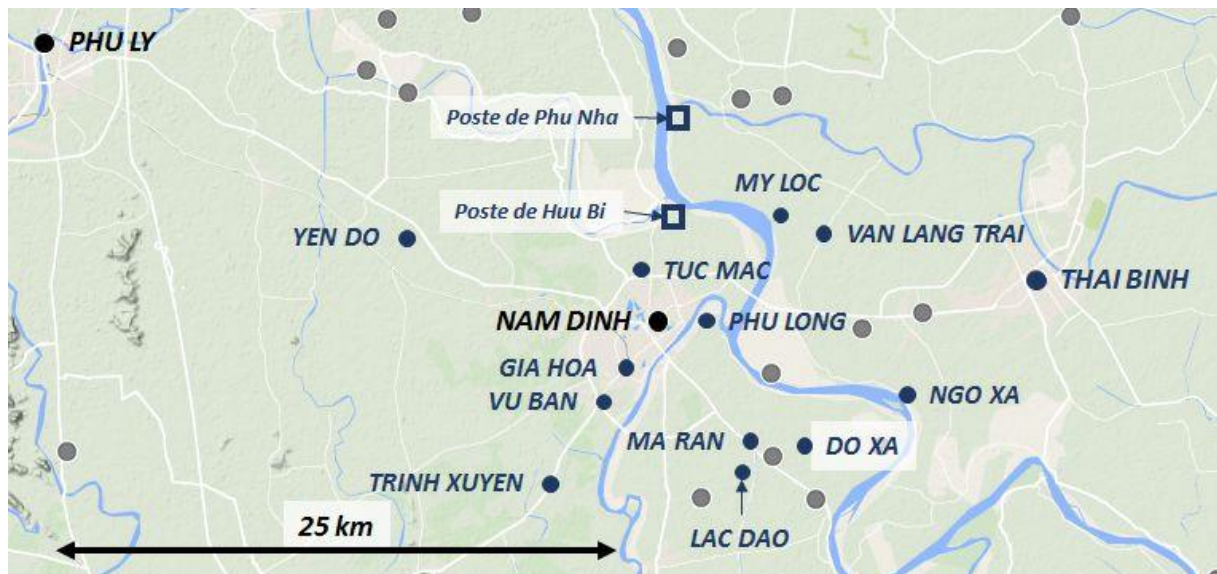 PHU LY
Poste de Phu Nha
MY LOC
Poste de Huu Bi
YEN DO
VAN LANG TRAI
TUC MAC
THAI BINH
NAM DINH
PHU LONG
GIA HOA
NGO XA
VU BAN
MA RAN
DO XA
TRINH XUYEN
25 km
LAC DAO